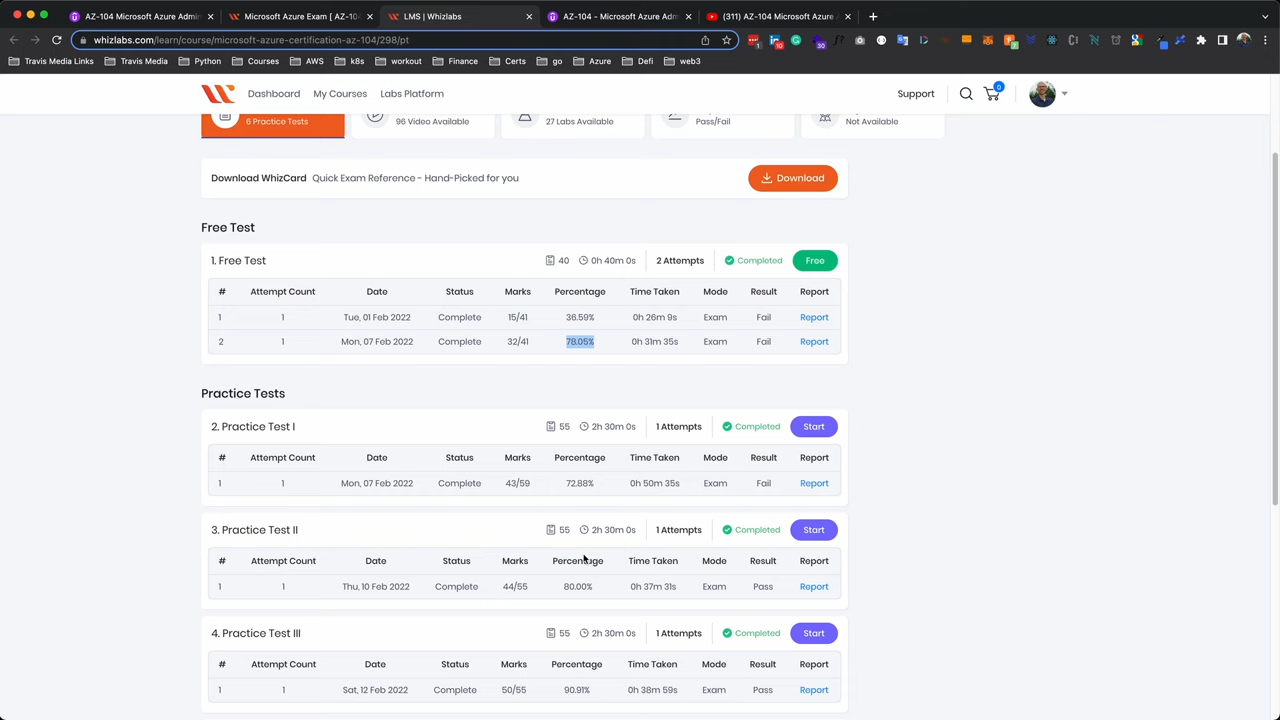 AZ-104 Microsoft Azure Admin
Microsoft Azure Exam [ AZ-104
LMS | Whizlabs
AZ-104 - Microsoft Azure Adm
(311) AZ-104 Microsoft Azure A
whizlabs.com/learn/course/microsoft-azure-certification-az-104/298/pt
Travis Media Links
Travis Media
Python
Courses
AWS
k8s
workout
Finance
Certs
go
Azure
Defi
web3
Dashboard
My Courses
Labs Platform
Support
0
6 Practice Tests
96 Video Available
27 Labs Available
Pass/Fail
Not Available
Download WhizCard Quick Exam Reference - Hand-Picked for you
Download
Free Test
1. Free Test 40 0h 40m 0s 2 Attempts Completed Free
# Attempt Count Date Status Marks Percentage Time Taken Mode Result Report
1 1 Tue, 01 Feb 2022 Complete 15/41 36.59% 0h 26m 9s Exam Fail Report
2 1 Mon, 07 Feb 2022 Complete 32/41 78.05% 0h 31m 35s Exam Fail Report
Practice Tests
2. Practice Test I 55 2h 30m 0s 1 Attempts Completed Start
# Attempt Count Date Status Marks Percentage Time Taken Mode Result Report
1 1 Mon, 07 Feb 2022 Complete 43/59 72.88% 0h 50m 35s Exam Fail Report
3. Practice Test II 55 2h 30m 0s 1 Attempts Completed Start
# Attempt Count Date Status Marks Percentage Time Taken Mode Result Report
1 1 Thu, 10 Feb 2022 Complete 44/55 80.00% 0h 37m 31s Exam Pass Report
4. Practice Test III 55 2h 30m 0s 1 Attempts Completed Start
# Attempt Count Date Status Marks Percentage Time Taken Mode Result Report
1 1 Sat, 12 Feb 2022 Complete 50/55 90.91% 0h 38m 59s Exam Pass Report